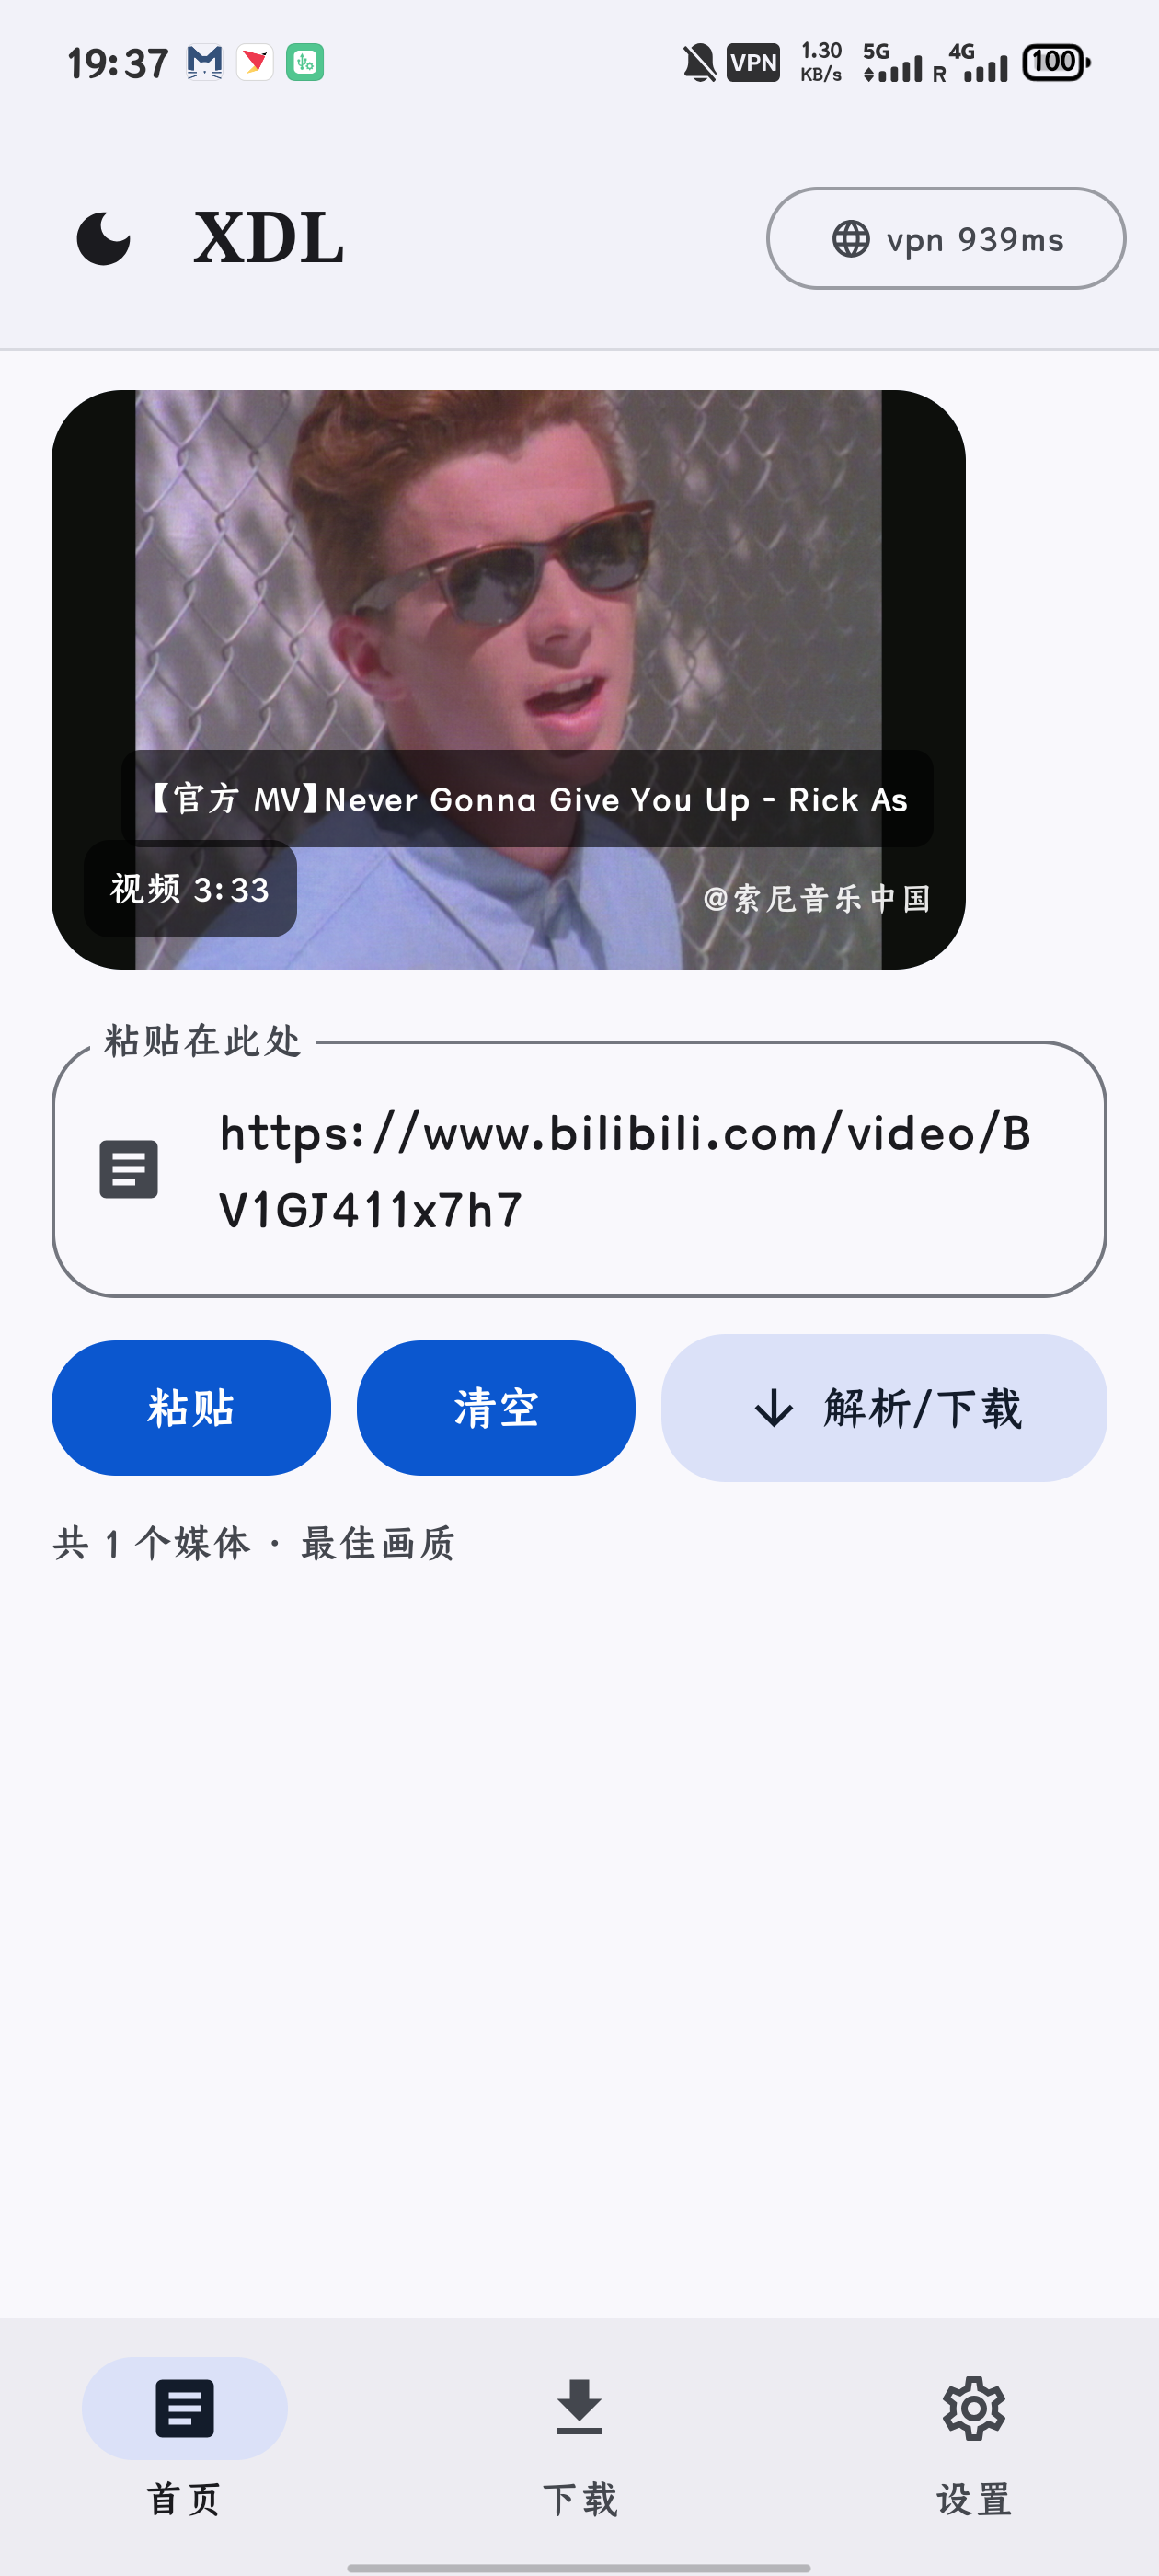 19:37
VPN
1.30
KB/s
5G
R
4G
100
XDL
vpn 939ms
【官方 MV】Never Gonna Give You Up - Rick As
视频 3:33
@索尼音乐中国
粘贴在此处
https://www.bilibili.com/video/B
V1GJ411x7h7
粘贴
清空
解析/下载
共 1 个媒体 · 最佳画质
首页
下载
设置